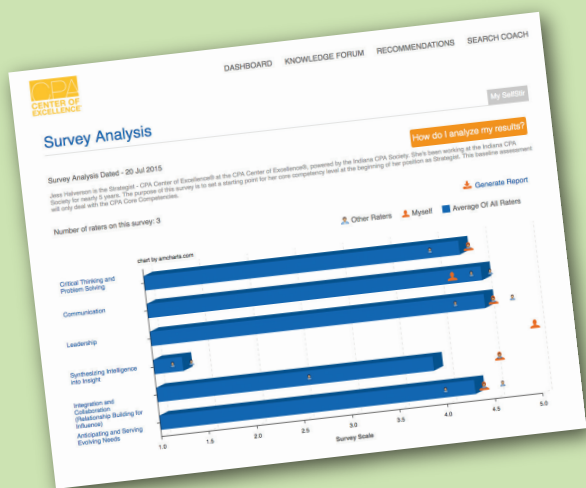 DASHBOARD KNOWLEDGE FORUM RECOMMENDATIONS SEARCH COACH
CPA
CENTER OF
EXCELLENCE
My Selfsite
Survey Analysis
How do I analyze my results?
Survey Analysis Dated - 20 Jul 2015
Jess Halverson is the Strategist - CPA Center of Excellence® at the CPA Center of Excellence®, powered by the Indiana CPA Society. She's been working at the Indiana CPA
Society for nearly 5 years. The purpose of this survey is to set a starting point for her core competency level at the beginning of her position as Strategist. This baseline assessment
will only deal with the CPA Core Competencies.
Generate Report
Number of raters on this survey: 3
Other Raters Myself Average Of All Raters
chart by amcharts.com
Critical Thinking and
Problem Solving
Communication
Leadership
Synthesizing Intelligence
Into Insight
Integration and
Collaboration
(Relationship Building for
Influence)
Anticipating and Serving
Evolving Needs
1.0 1.5 2.0 2.5 3.0 3.5 4.0 4.5 5.0
Survey Scale